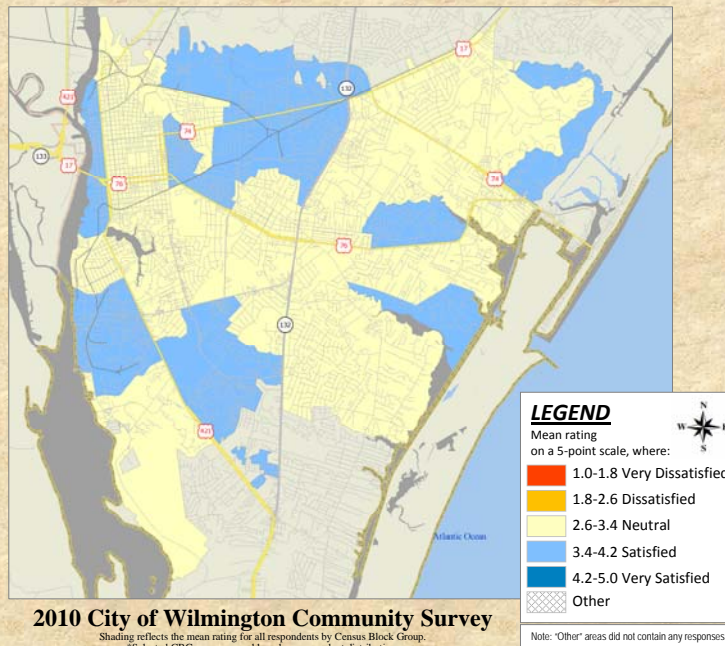 17
132
421
74
133
17
76
74
76
132
421
Atlantic Ocean
LEGEND
N
W
S
Mean rating
on a 5-point scale, where:
1.0-1.8 Very Dissatisfied
1.8-2.6 Dissatisfied
2.6-3.4 Neutral
3.4-4.2 Satisfied
4.2-5.0 Very Satisfied
Other
2010 City of Wilmington Community Survey
Shading reflects the mean rating for all respondents by Census Block Group.
Note: "Other" areas did not contain any responses